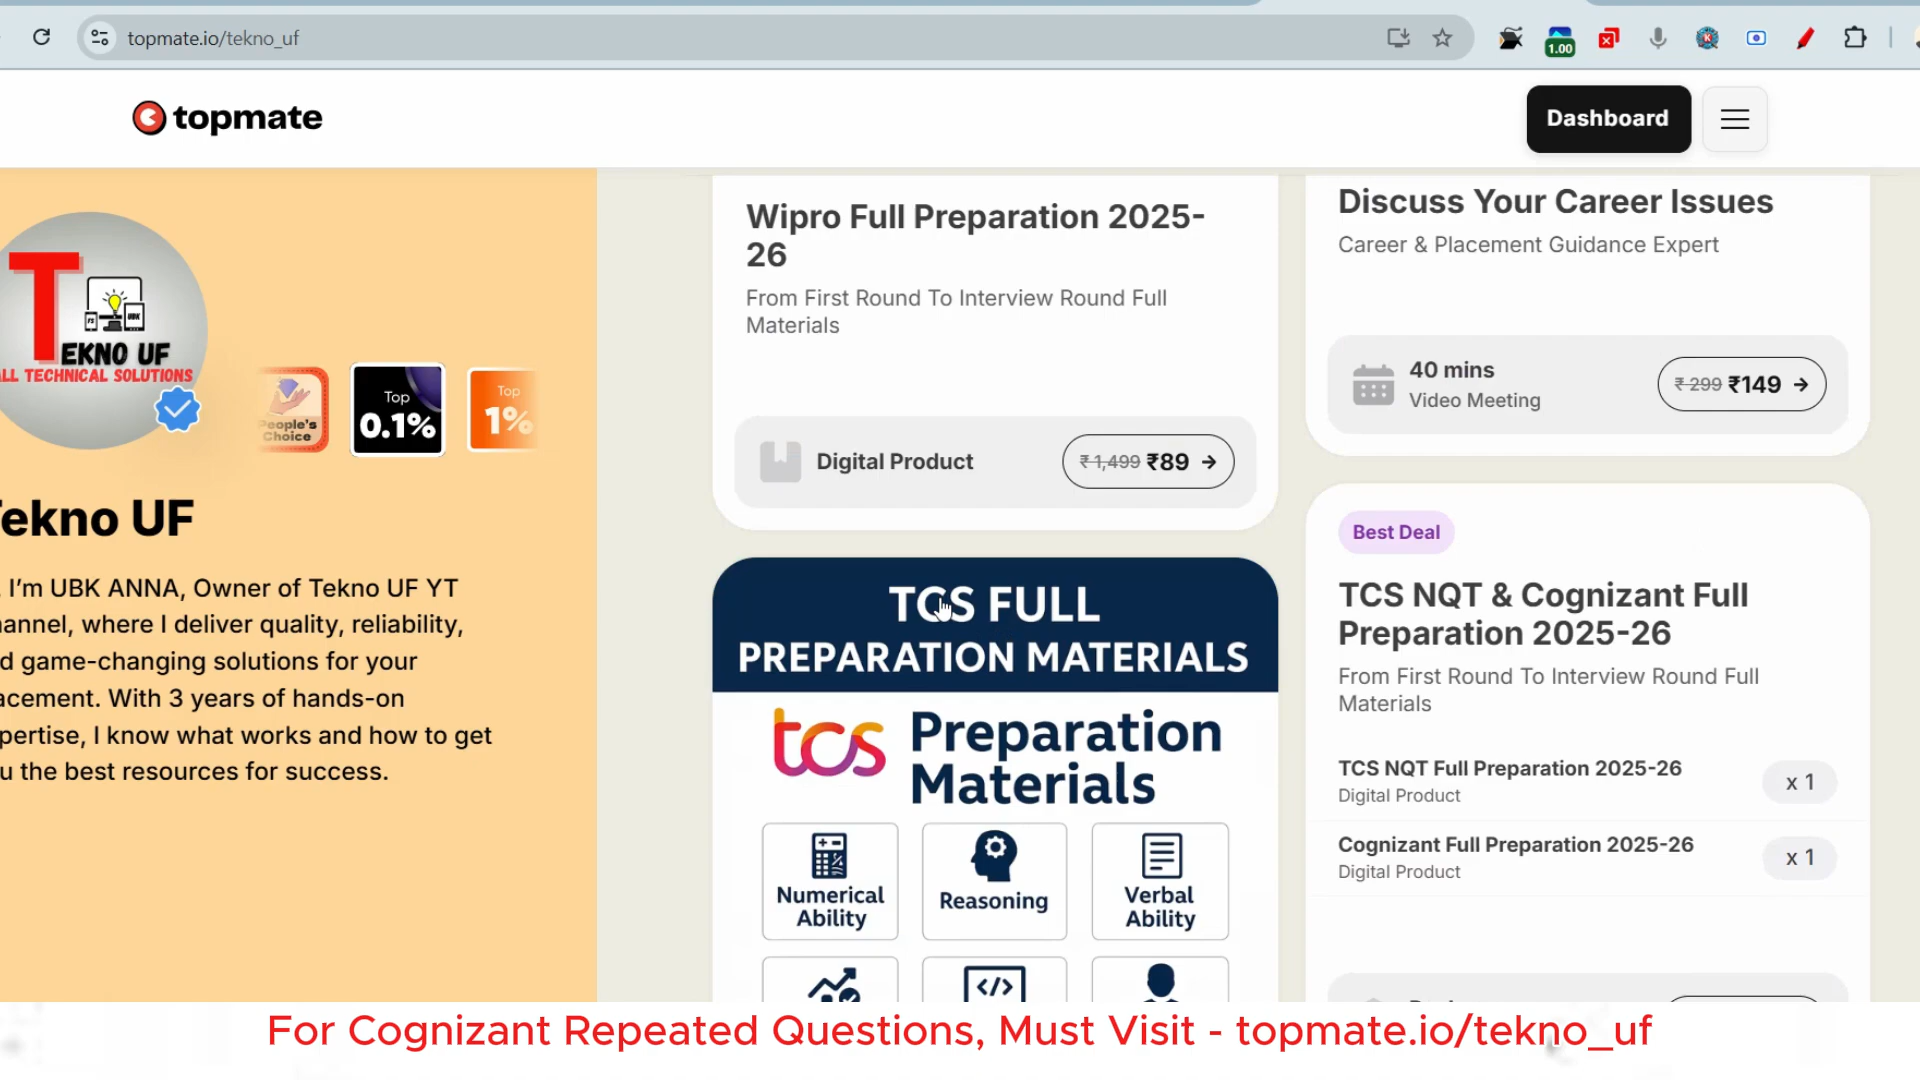 topmate.io/tekno_uf
1.00
topmate
Dashboard
TEKNO UF
ALL TECHNICAL SOLUTIONS
People's
Choice
Top
0.1%
Top
1%
Tekno UF
I'm UBK ANNA, Owner of Tekno UF YT
annel, where I deliver quality, reliability,
d game-changing solutions for your
acement. With 3 years of hands-on
pertise, I know what works and how to get
u the best resources for success.
Wipro Full Preparation 2025-
26
From First Round To Interview Round Full
Materials
Digital Product
₹1,499 ₹89 →
TCS FULL
PREPARATION MATERIALS
tcs Preparation
Materials
Numerical
Ability
Reasoning
Verbal
Ability
Discuss Your Career Issues
Career & Placement Guidance Expert
40 mins
Video Meeting
₹299 ₹149 →
Best Deal
TCS NQT & Cognizant Full
Preparation 2025-26
From First Round To Interview Round Full
Materials
TCS NQT Full Preparation 2025-26
Digital Product
x 1
Cognizant Full Preparation 2025-26
Digital Product
x 1
For Cognizant Repeated Questions, Must Visit - topmate.io/tekno_uf